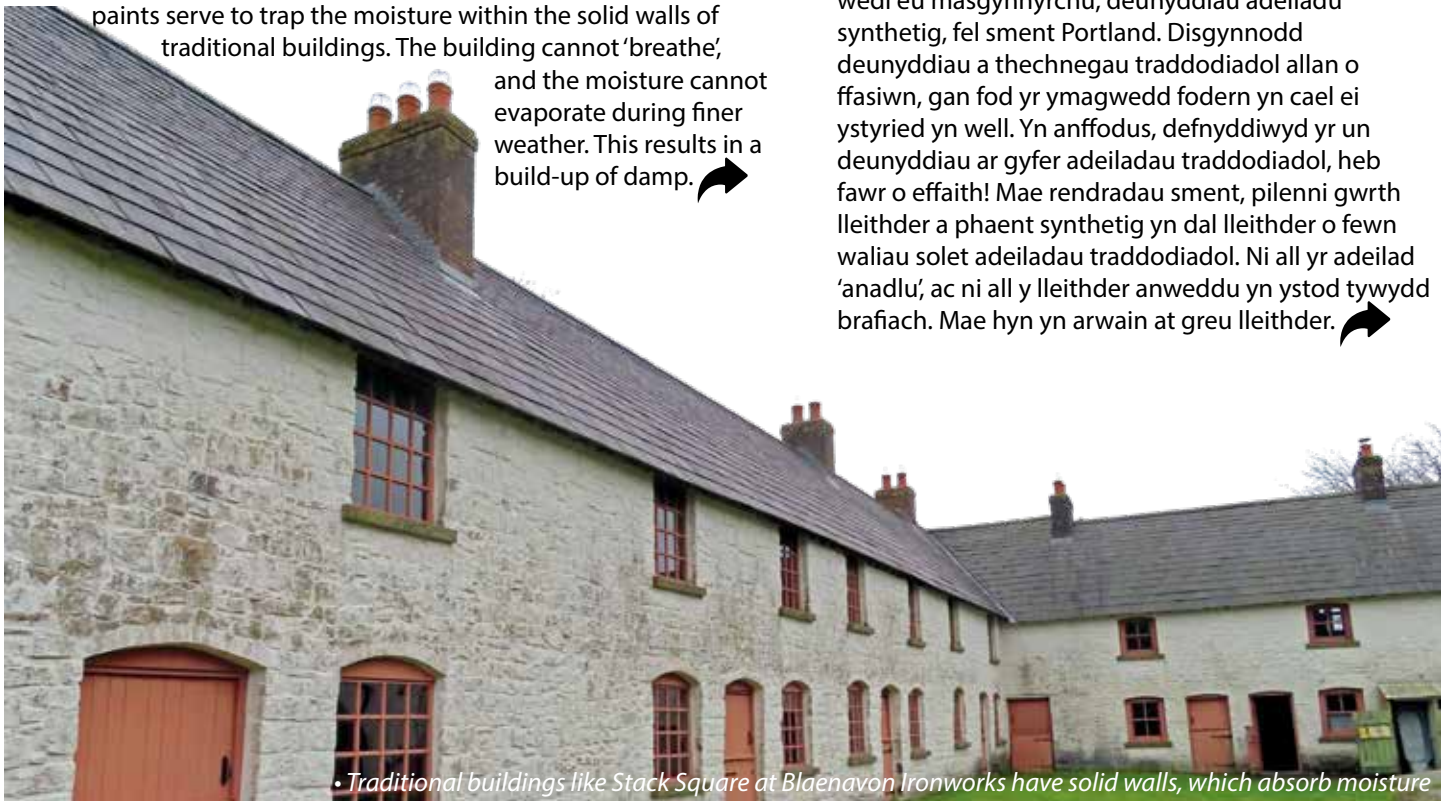 paints serve to trap the moisture within the solid walls of
traditional buildings. The building cannot ‘breathe’,
and the moisture cannot
evaporate during finer
weather. This results in a
build-up of damp.
wedi eu masgynhyrchu, deunyddiau adeiladu
synthetig, fel sment Portland. Disgynnodd
deunyddiau a thechnegau traddodiadol allan o
ffasiwn, gan fod yr ymagwedd fodern yn cael ei
ystyried yn well. Yn anffodus, defnyddiwyd yr un
deunyddiau ar gyfer adeiladau traddodiadol, heb
fawr o effaith! Mae rendradau sment, pilenni gwrth
lleithder a phaent synthetig yn dal lleithder o fewn
waliau solet adeiladau traddodiadol. Ni all yr adeilad
‘anadlu’, ac ni all y lleithder anweddu yn ystod tywydd
brafiach. Mae hyn yn arwain at greu lleithder.
• Traditional buildings like Stack Square at Blaenavon Ironworks have solid walls, which absorb moisture